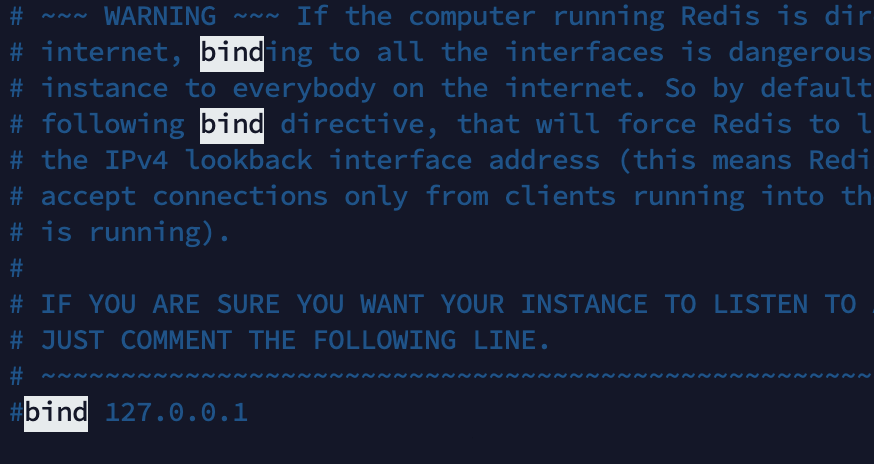 # ~~~ WARNING ~~~ If the computer running Redis is dir
# internet, binding to all the interfaces is dangerous
# instance to everybody on the internet. So by default
# following bind directive, that will force Redis to l
# the IPv4 lookback interface address (this means Redi
# accept connections only from clients running into th
# is running).
#
# IF YOU ARE SURE YOU WANT YOUR INSTANCE TO LISTEN TO
# JUST COMMENT THE FOLLOWING LINE.
# ~~~~~~~~~~~~~~~~~~~~~~~~~~~~~~~~~~~~~~~~~~~~~~~~~~~~
#bind 127.0.0.1